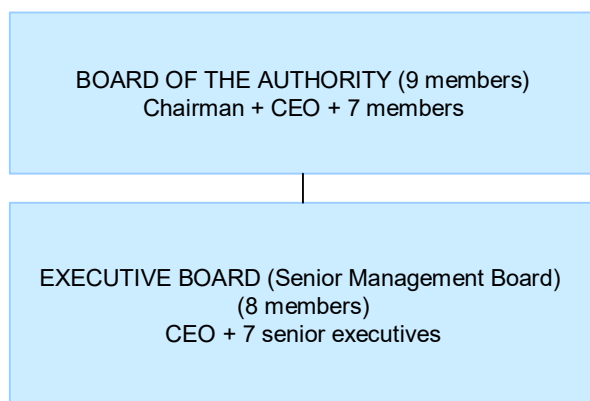 BOARD OF THE AUTHORITY (9 members)
Chairman + CEO + 7 members
EXECUTIVE BOARD (Senior Management Board)
(8 members)
CEO + 7 senior executives